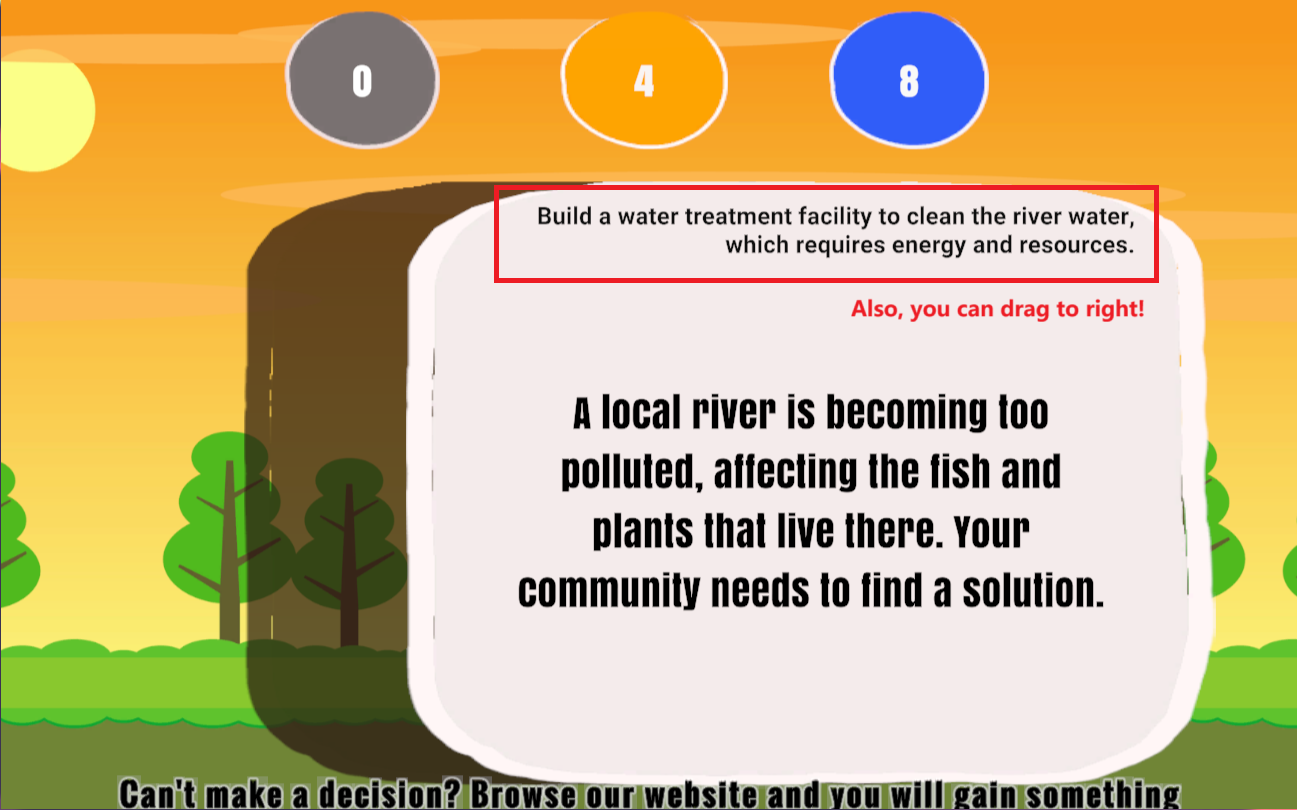 0
4
8
Build a water treatment facility to clean the river water,
which requires energy and resources.
Also, you can drag to right!
A local river is becoming too
polluted, affecting the fish and
plants that live there. Your
community needs to find a solution.
Can't make a decision? Browse our website and you will gain something